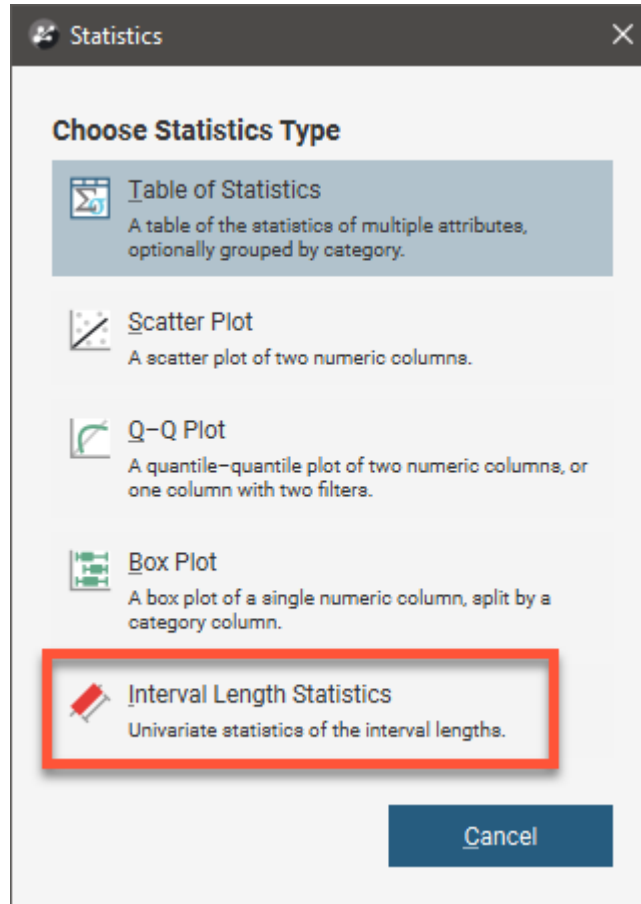 Statistics
Choose Statistics Type
Table of Statistics
A table of the statistics of multiple attributes,
optionally grouped by category.
Scatter Plot
A scatter plot of two numeric columns.
Q–Q Plot
A quantile–quantile plot of two numeric columns, or
one column with two filters.
Box Plot
A box plot of a single numeric column, split by a
category column.
Interval Length Statistics
Univariate statistics of the interval lengths.
Cancel